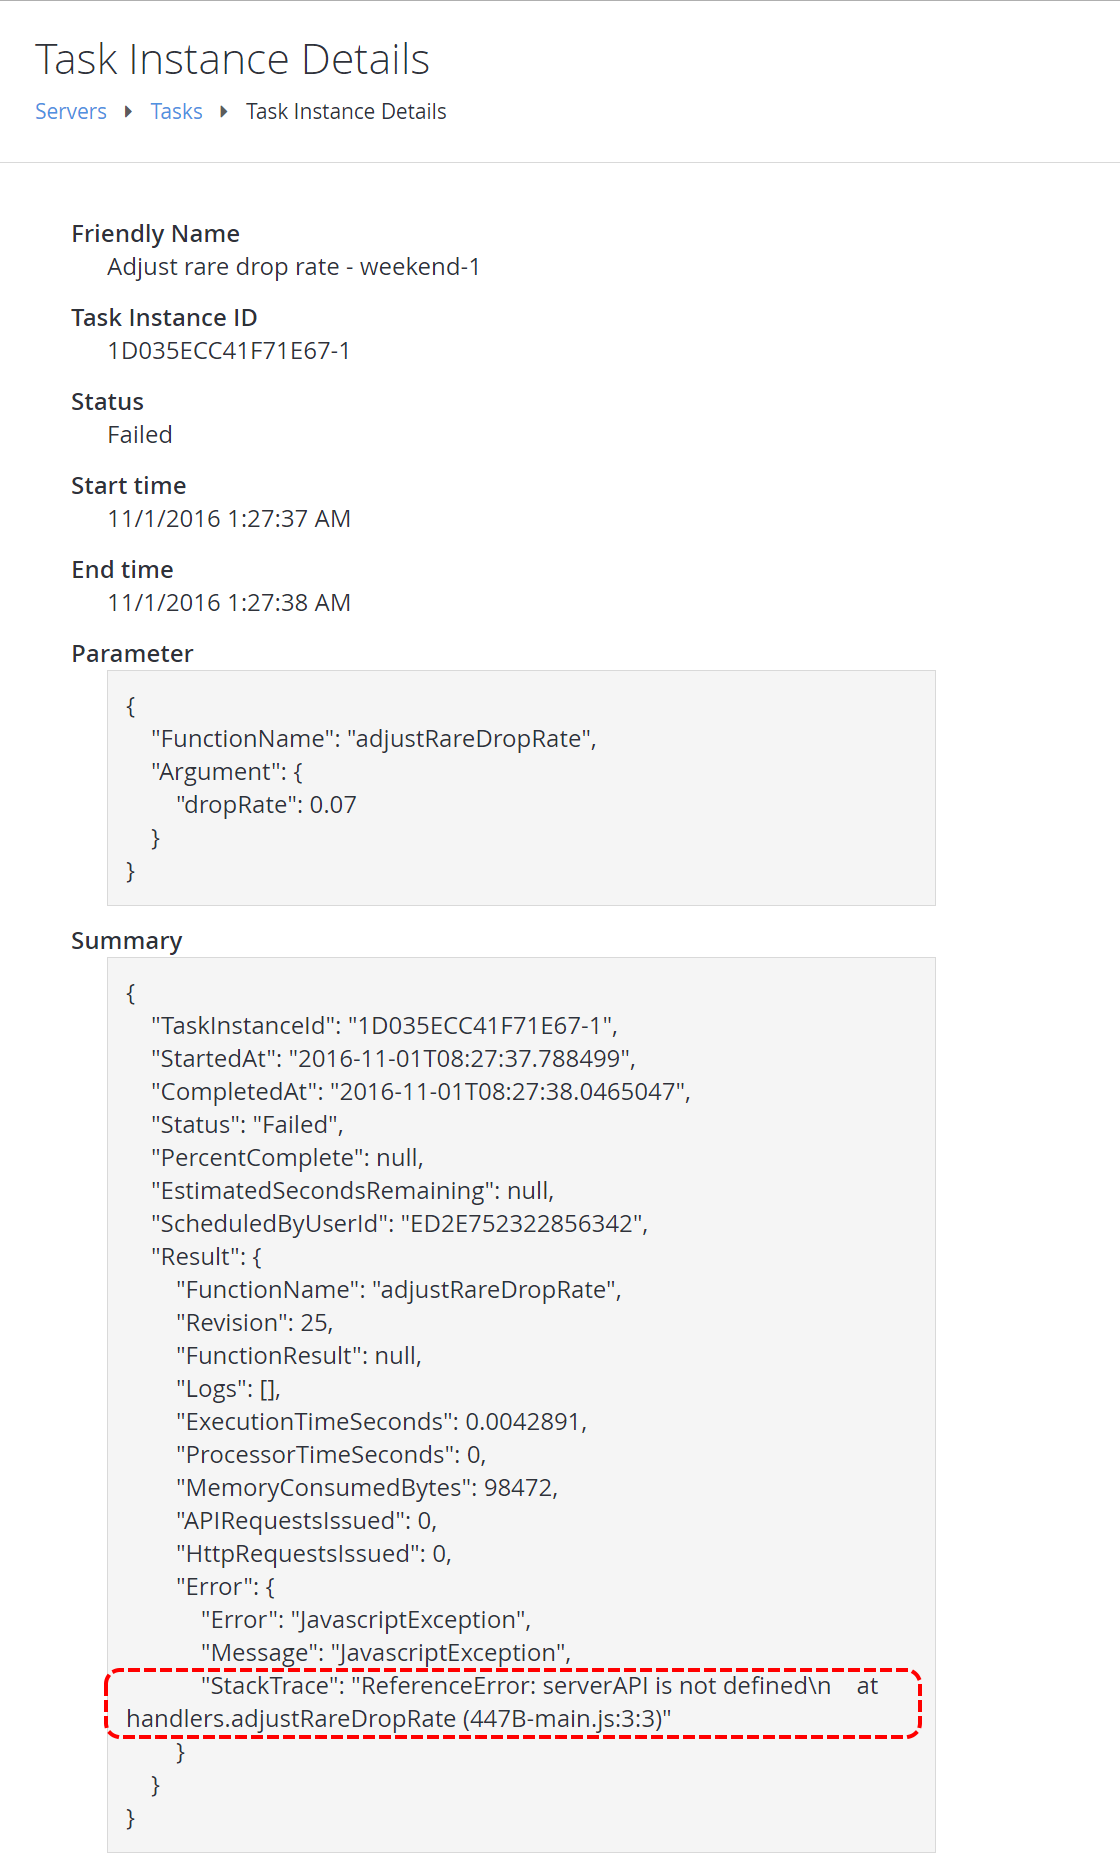 Task Instance Details
Servers Tasks Task Instance Details
Friendly Name
Adjust rare drop rate - weekend-1
Task Instance ID
1D035ECC41F71E67-1
Status
Failed
Start time
11/1/2016 1:27:37 AM
End time
11/1/2016 1:27:38 AM
Parameter
{
"FunctionName": "adjustRareDropRate",
"Argument": {
"dropRate": 0.07
}
}
Summary
{
"TaskInstanceId": "1D035ECC41F71E67-1",
"StartedAt": "2016-11-01T08:27:37.788499",
"CompletedAt": "2016-11-01T08:27:38.0465047",
"Status": "Failed",
"PercentComplete": null,
"EstimatedSecondsRemaining": null,
"ScheduledByUserId": "ED2E752322856342",
"Result": {
"FunctionName": "adjustRareDropRate",
"Revision": 25,
"FunctionResult": null,
"Logs": [],
"ExecutionTimeSeconds": 0.0042891,
"ProcessorTimeSeconds": 0,
"MemoryConsumedBytes": 98472,
"APIRequestsIssued": 0,
"HttpRequestsIssued": 0,
"Error": {
"Error": "JavascriptException",
"Message": "JavascriptException",
"StackTrace": "ReferenceError: serverAPI is not defined\n    at
handlers.adjustRareDropRate (447B-main.js:3:3)"
}
}
}